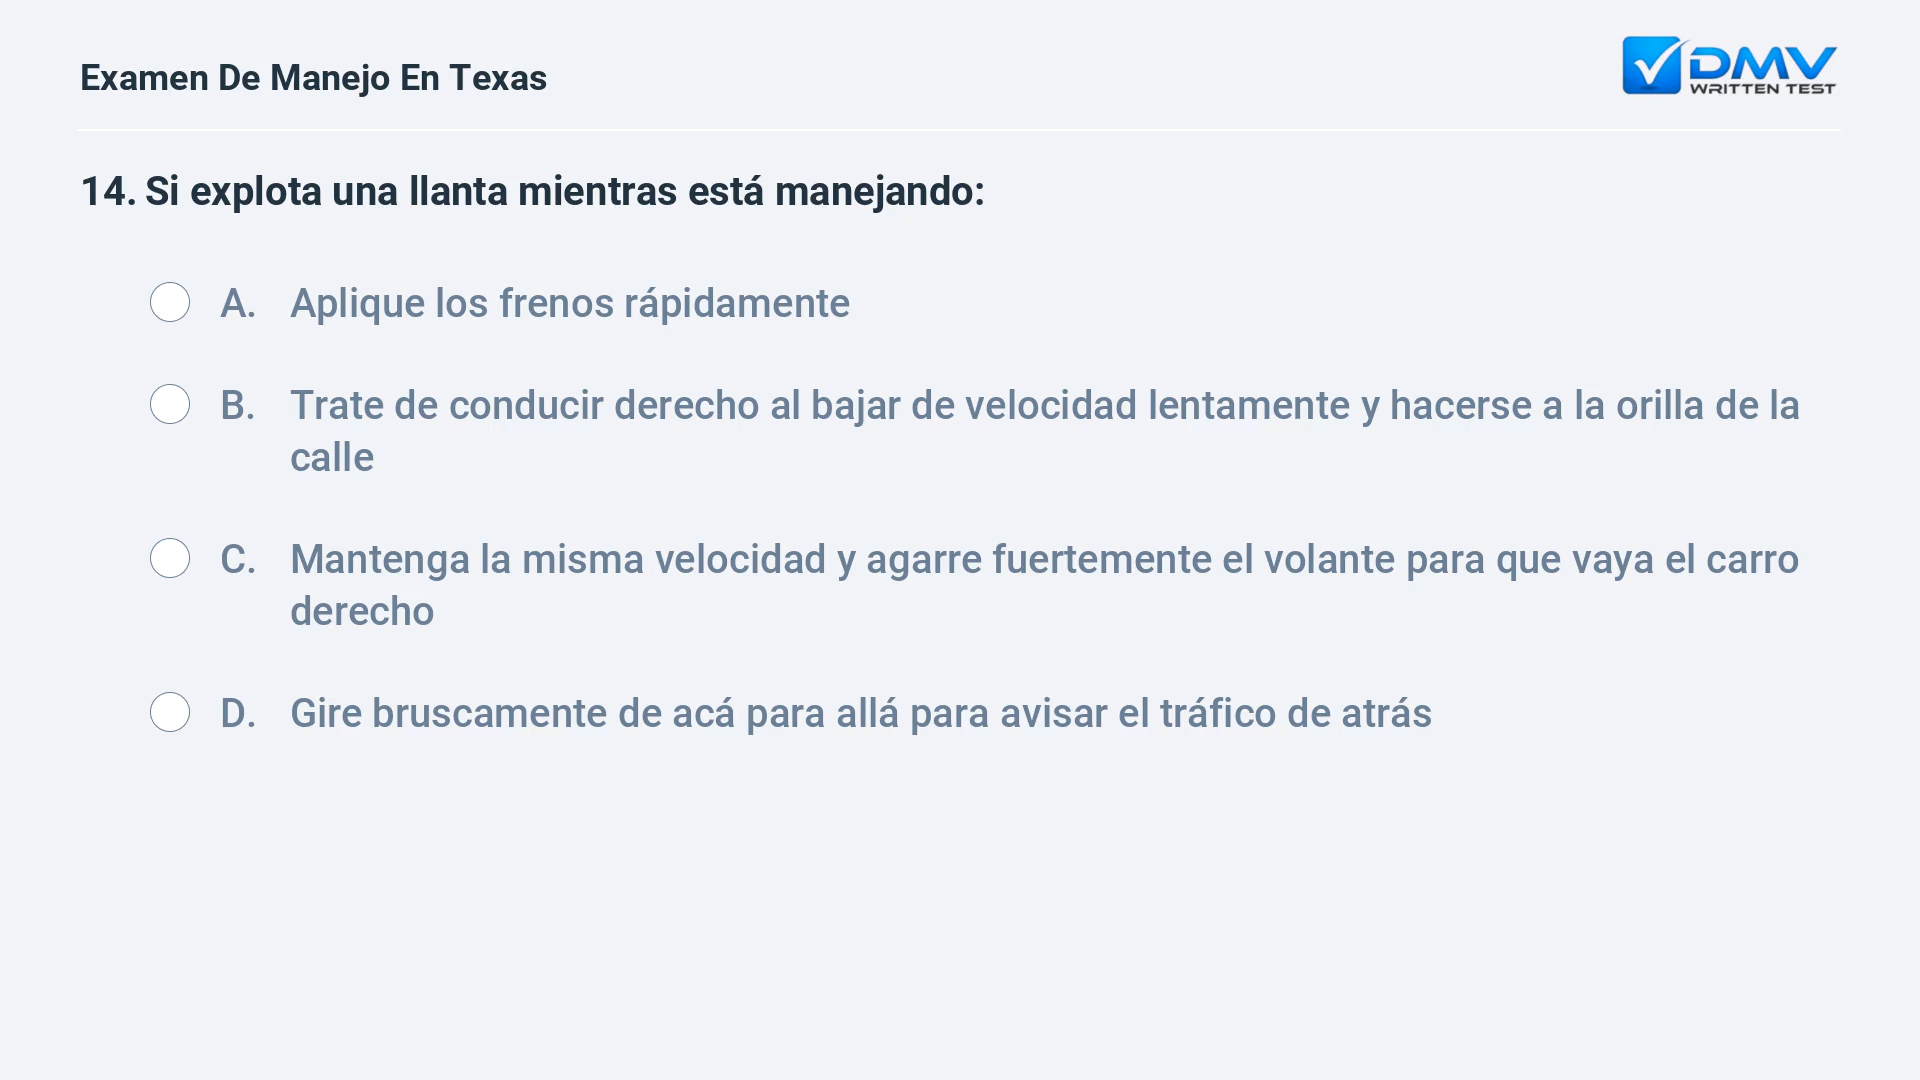 Examen De Manejo En Texas
DMV
WRITTEN TEST
14. Si explota una llanta mientras está manejando:
A. Aplique los frenos rápidamente
B. Trate de conducir derecho al bajar de velocidad lentamente y hacerse a la orilla de la
calle
C. Mantenga la misma velocidad y agarre fuertemente el volante para que vaya el carro
derecho
D. Gire bruscamente de acá para allá para avisar el tráfico de atrás